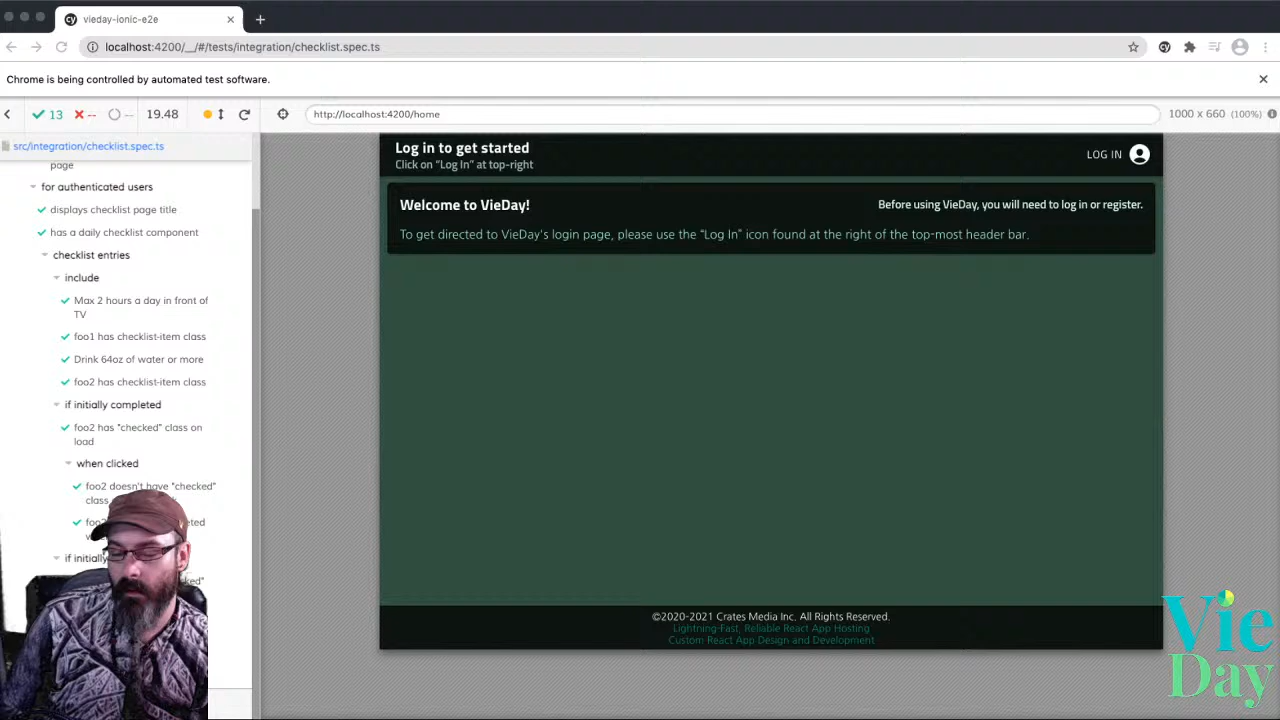 vieday-ionic-e2e
localhost:4200/__/#/tests/integration/checklist.spec.ts
Chrome is being controlled by automated test software.
13 -- -- 19.48
http://localhost:4200/home
1000 x 660 (100%)
src/integration/checklist.spec.ts
page
for authenticated users
displays checklist page title
has a daily checklist component
checklist entries
include
Max 2 hours a day in front of
TV
foo1 has checklist-item class
Drink 64oz of water or more
foo2 has checklist-item class
if initially completed
foo2 has "checked" class on
load
when clicked
foo2 doesn't have "checked"
class
if initially
Log in to get started
Click on “Log In” at top-right
LOG IN
Welcome to VieDay!
Before using VieDay, you will need to log in or register.
To get directed to VieDay's login page, please use the “Log In” icon found at the right of the top-most header bar.
©2020-2021 Crates Media Inc. All Rights Reserved.
Lightning-Fast, Reliable React App Hosting
Custom React App Design and Development
Vie
Day